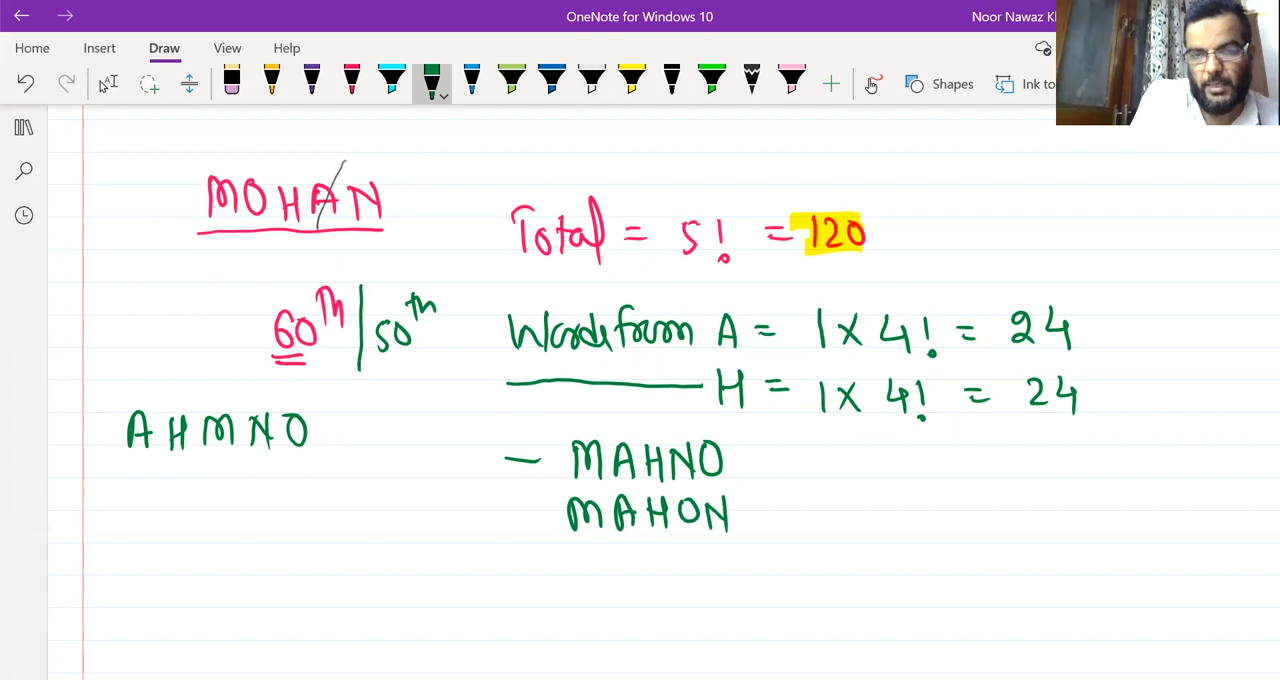 OneNote for Windows 10
Noor Nawaz Kh
Home Insert Draw View Help
Ink to
Shapes
MOHAN
Total = 5! = 120
60th | 50th
Words from A = 1 × 4! = 24
H = 1 × 4! = 24
AHMNO
– MAHNO
MAHON